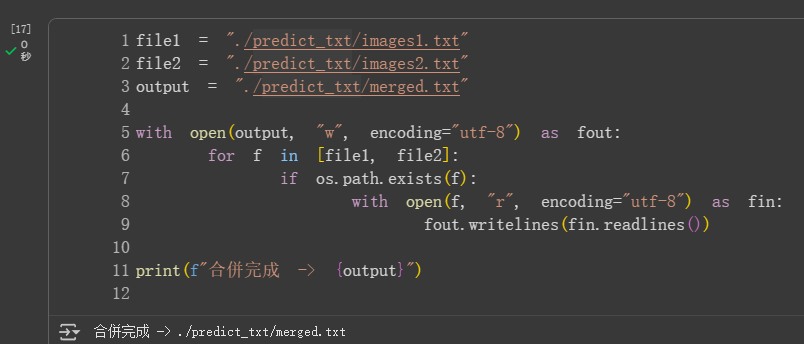 [17]
0
秒
1 file1 = "./predict_txt/images1.txt"
2 file2 = "./predict_txt/images2.txt"
3 output = "./predict_txt/merged.txt"
4
5 with open(output, "w", encoding="utf-8") as fout:
6     for f in [file1, file2]:
7         if os.path.exists(f):
8             with open(f, "r", encoding="utf-8") as fin:
9                 fout.writelines(fin.readlines())
10
11 print(f"合併完成 -> {output}")
12
合併完成 -> ./predict_txt/merged.txt